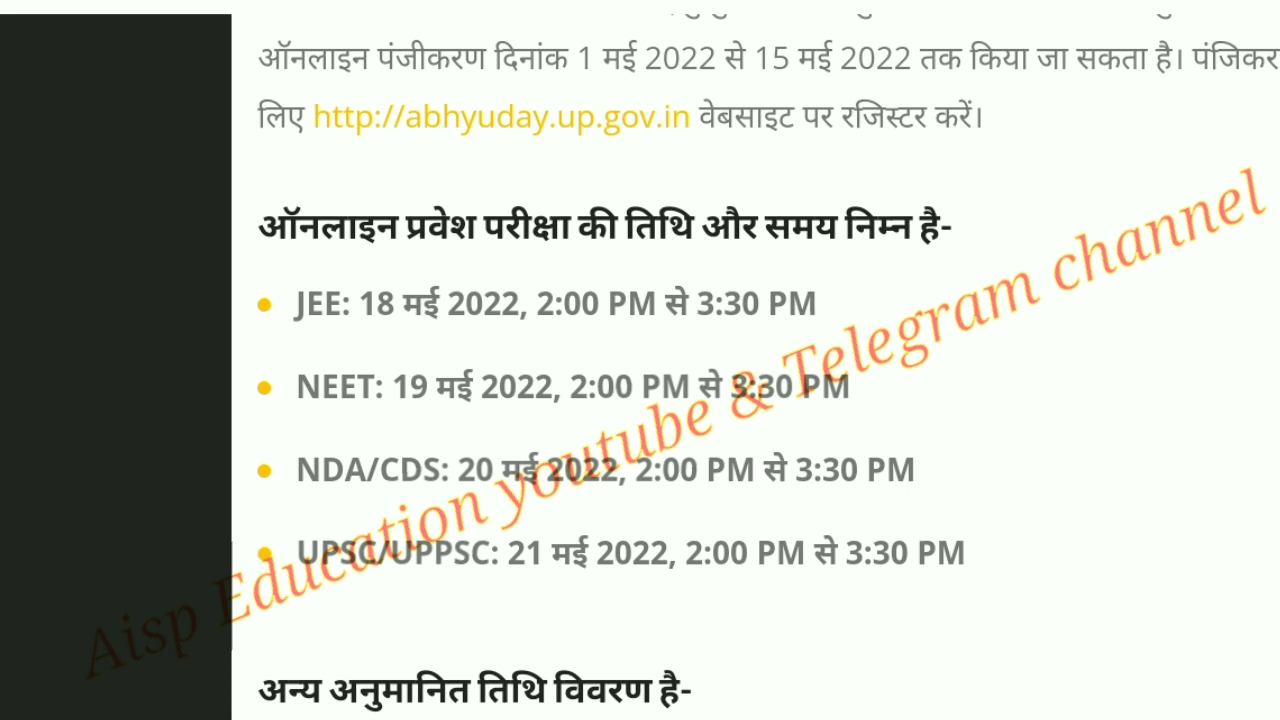 ऑनलाइन पंजीकरण दिनांक 1 मई 2022 से 15 मई 2022 तक किया जा सकता है। पंजिकर
लिए http://abhyuday.up.gov.in वेबसाइट पर रजिस्टर करें।
ऑनलाइन प्रवेश परीक्षा की तिथि और समय निम्न है-
JEE: 18 मई 2022, 2:00 PM से 3:30 PM
NEET: 19 मई 2022, 2:00 PM से 3:30 PM
NDA/CDS: 20 मई 2022, 2:00 PM से 3:30 PM
UPSC/UPPSC: 21 मई 2022, 2:00 PM से 3:30 PM
Aisp Education youtube & Telegram channel
अन्य अनुमानित तिथि विवरण है-